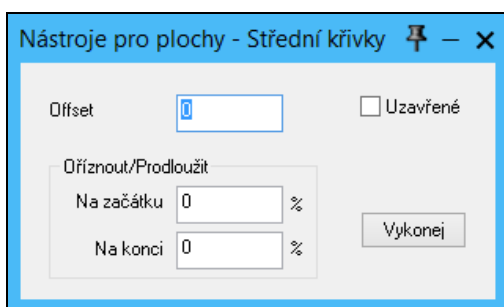 Nástroje pro plochy - Střední křivky
Offset 0 Uzavřené
Oříznout/Prodloužit
Na začátku 0 %
Na konci 0 %
Vykonej